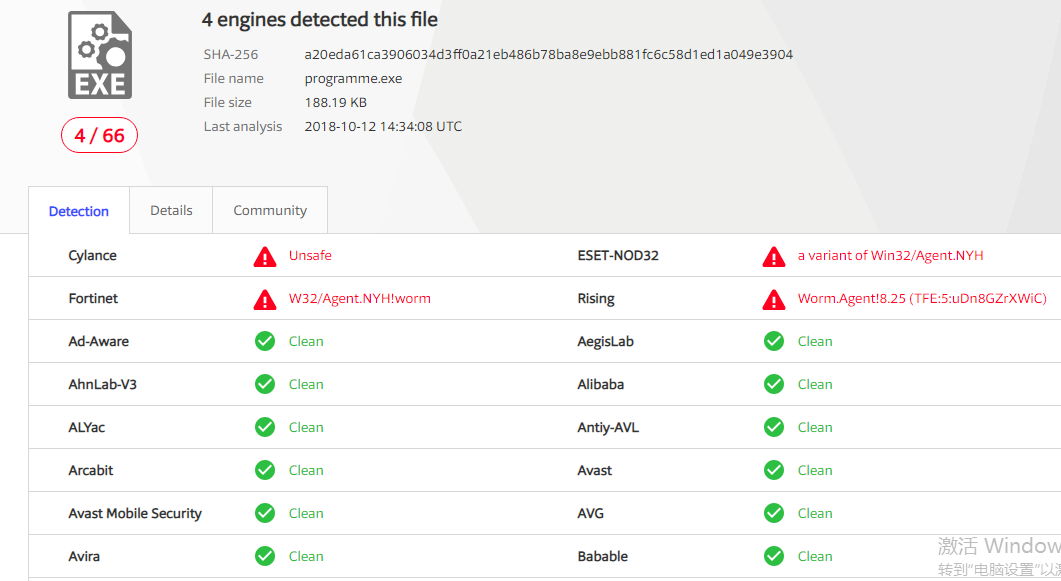 4 engines detected this file
SHA-256 a20eda61ca3906034d3ff0a21eb486b78ba8e9ebb881fc6c58d1ed1a049e3904
File name programme.exe
File size 188.19 KB
Last analysis 2018-10-12 14:34:08 UTC
EXE
4 / 66
Detection Details Community
Cylance Unsafe ESET-NOD32 a variant of Win32/Agent.NYH
Fortinet W32/Agent.NYH!worm Rising Worm.Agent!8.25 (TFE:5:uDn8GZrXWiC)
Ad-Aware Clean AegisLab Clean
AhnLab-V3 Clean Alibaba Clean
ALYac Clean Antiy-AVL Clean
Arcabit Clean Avast Clean
Avast Mobile Security Clean AVG Clean
Avira Clean Babable Clean
激活 Window
转到"电脑设置"以